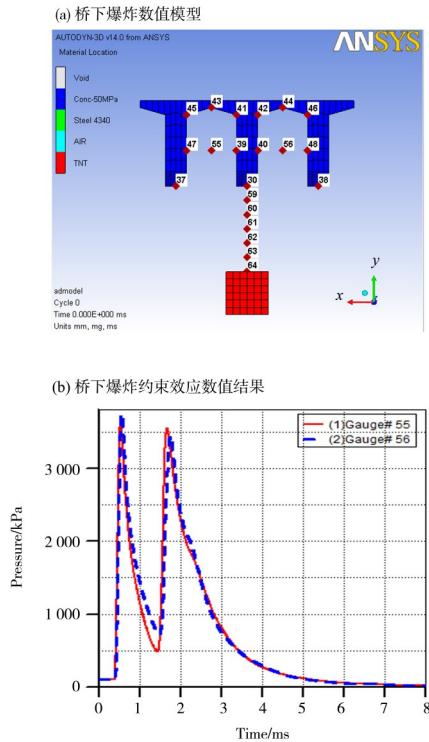 (a) 桥下爆炸数值模型
AUTODYN-3D v14.0 from ANSYS
ANSYS
Material Location
Void
Conc-50MPa
Steel 4340
AIR
TNT
43 44
45 41 42 46
47 55 39 40 56 48
37 30 38
59
60
61
62
63
64
y
x
admodel
Cycle 0
Time 0.000E+000 ms
Units mm, mg, ms
(b) 桥下爆炸约束效应数值结果
(1)Gauge# 55
(2)Gauge# 56
Pressure/kPa
3 000
2 000
1 000
0
0 1 2 3 4 5 6 7 8
Time/ms